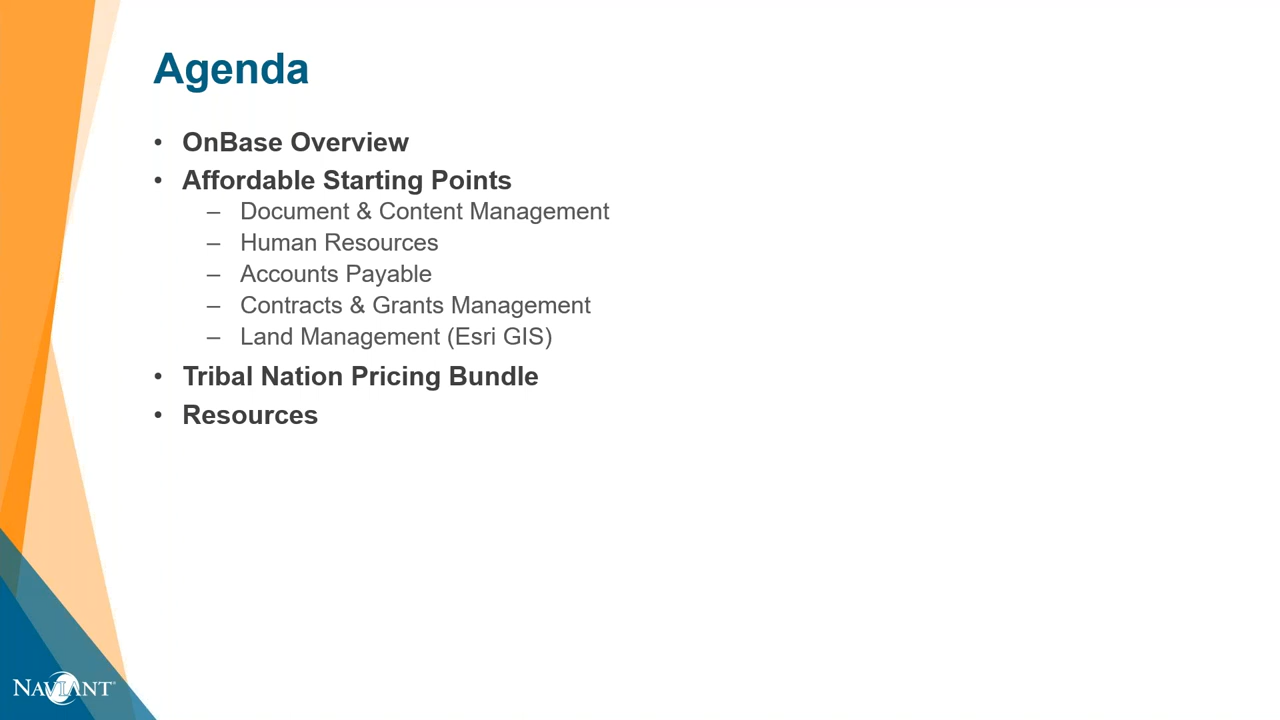 Agenda
• OnBase Overview
• Affordable Starting Points
– Document & Content Management
– Human Resources
– Accounts Payable
– Contracts & Grants Management
– Land Management (Esri GIS)
• Tribal Nation Pricing Bundle
• Resources
NAVIANT